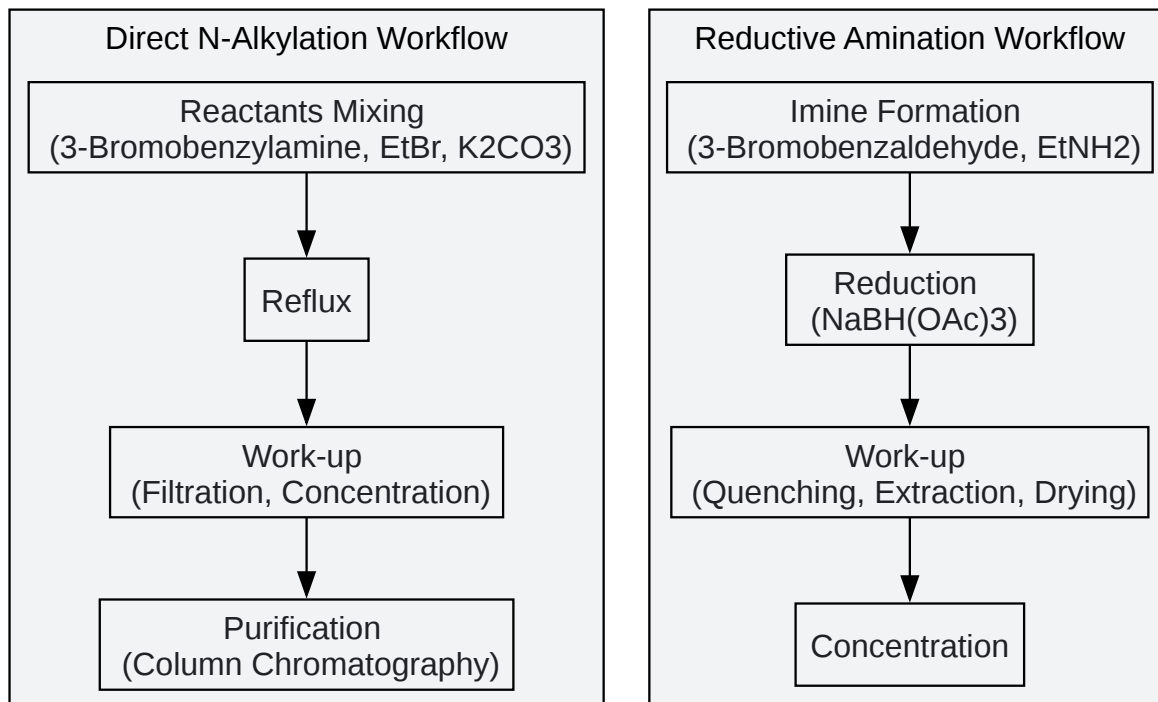 Direct N-Alkylation Workflow
Reactants Mixing
(3-Bromobenzylamine, EtBr, K2CO3)
Reflux
Work-up
(Filtration, Concentration)
Purification
(Column Chromatography)
Reductive Amination Workflow
Imine Formation
(3-Bromobenzaldehyde, EtNH2)
Reduction
(NaBH(OAc)3)
Work-up
(Quenching, Extraction, Drying)
Concentration